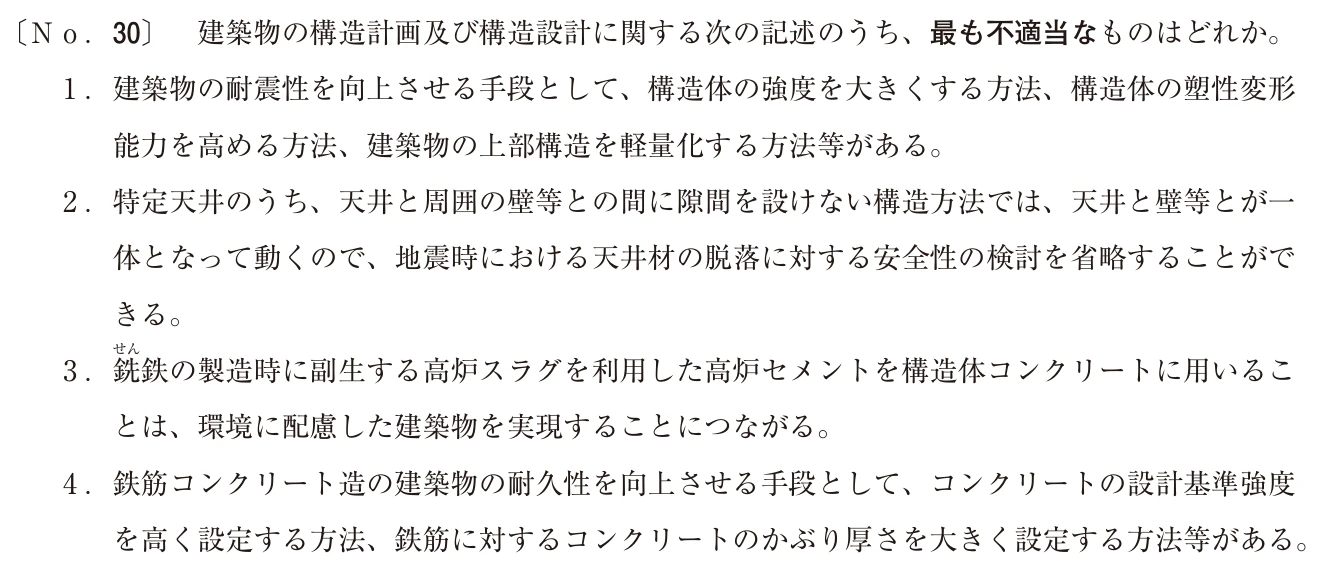 〔Ｎｏ．30〕　建築物の構造計画及び構造設計に関する次の記述のうち、最も不適当なものはどれか。
1．建築物の耐震性を向上させる手段として、構造体の強度を大きくする方法、構造体の塑性変形
能力を高める方法、建築物の上部構造を軽量化する方法等がある。
2．特定天井のうち、天井と周囲の壁等との間に隙間を設けない構造方法では、天井と壁等とが一
体となって動くので、地震時における天井材の脱落に対する安全性の検討を省略することがで
きる。
せん
3．銑鉄の製造時に副生する高炉スラグを利用した高炉セメントを構造体コンクリートに用いるこ
とは、環境に配慮した建築物を実現することにつながる。
4．鉄筋コンクリート造の建築物の耐久性を向上させる手段として、コンクリートの設計基準強度
を高く設定する方法、鉄筋に対するコンクリートのかぶり厚さを大きく設定する方法等がある。